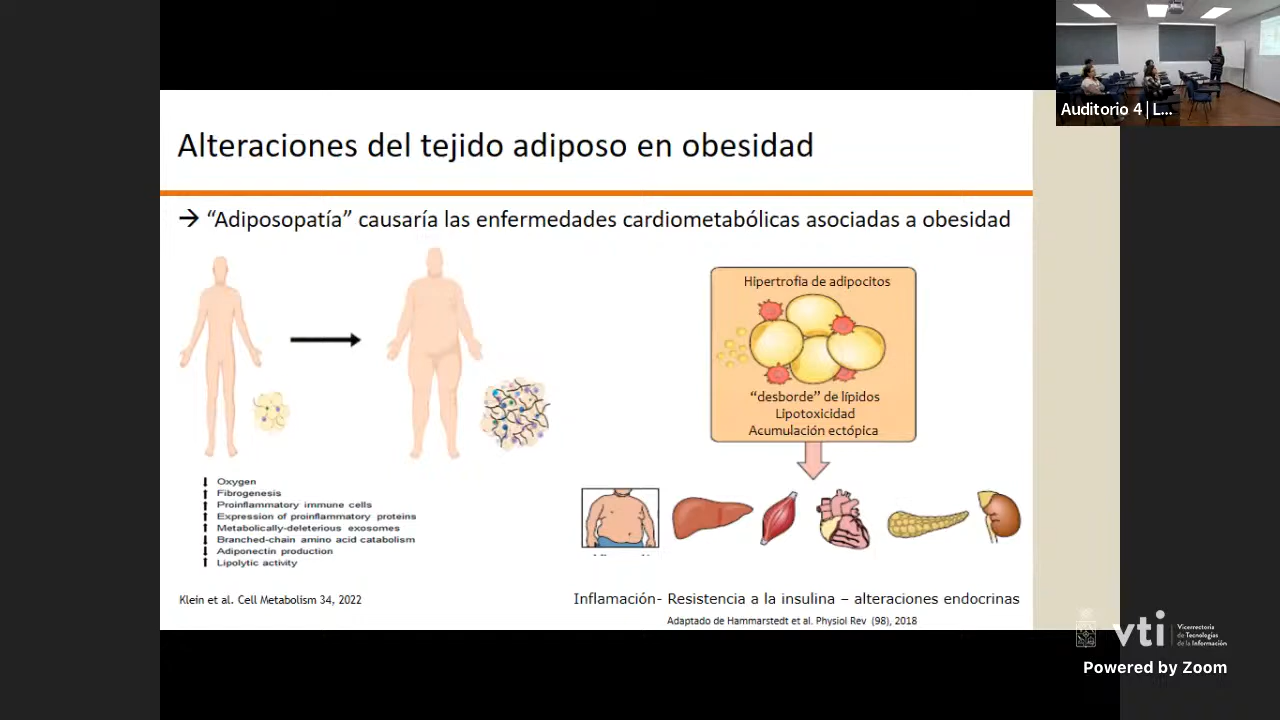 Auditorio 4 | L...
Alteraciones del tejido adiposo en obesidad
→ “Adiposopatía” causaría las enfermedades cardiometabólicas asociadas a obesidad
Hipertrofia de adipocitos
“desborde” de lípidos
Lipotoxicidad
Acumulación ectópica
⬇ Oxygen
⬆ Fibrogenesis
⬆ Proinflammatory immune cells
⬆ Expression of proinflammatory proteins
⬆ Metabolically-deleterious exosomes
⬇ Branched-chain amino acid catabolism
⬇ Adiponectin production
⬆ Lipolytic activity
Klein et al. Cell Metabolism 34, 2022
Inflamación- Resistencia a la insulina – alteraciones endocrinas
Adaptado de Hammarstedt et al. Physiol Rev (98), 2018
vti
Vicerrectoría
de Tecnologías
de la Información
Powered by Zoom